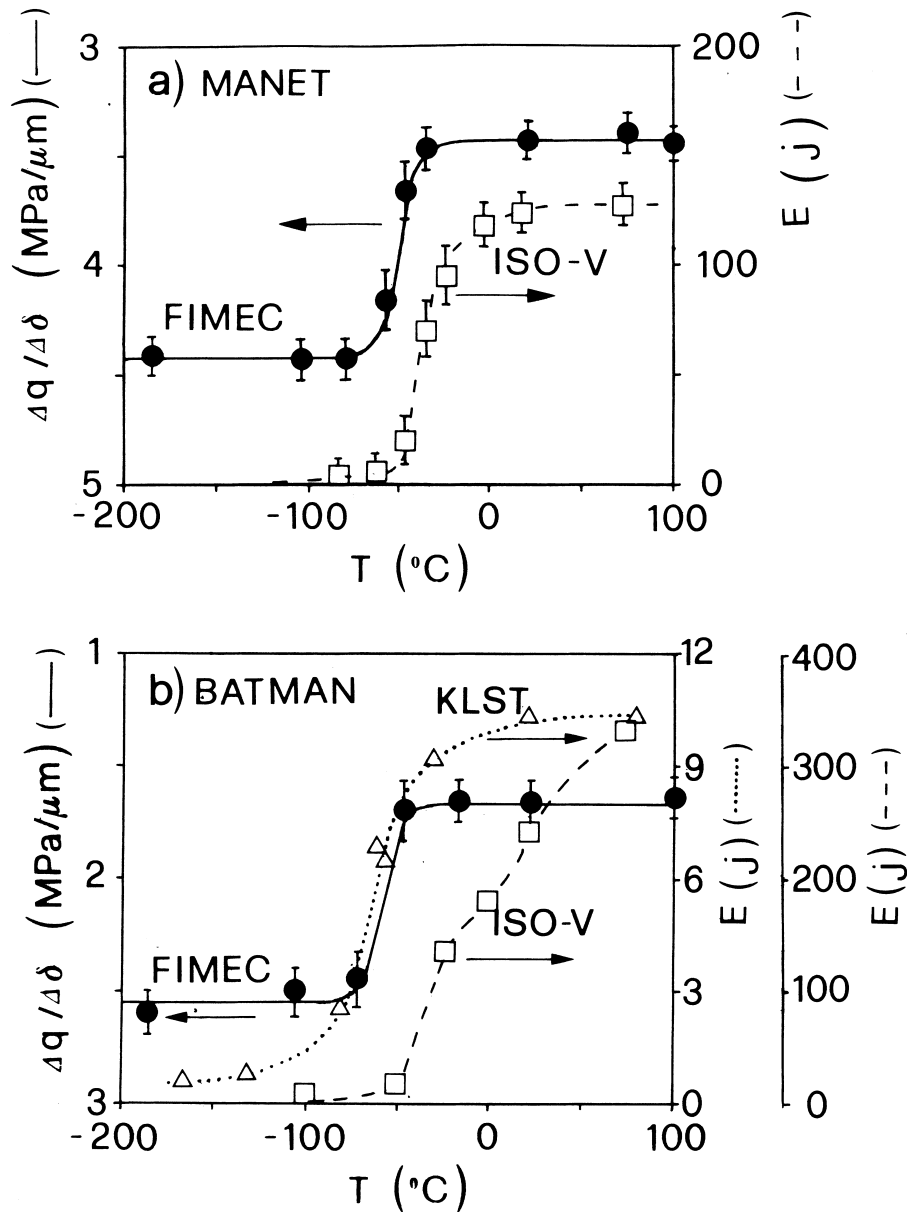 a) MANET
Δq/Δδ (MPa/μm) (——)
3
4
5
200
100
0
E (j) (---)
FIMEC
ISO-V
-200
-100
0
100
T (°C)
b) BATMAN
Δq/Δδ (MPa/μm) (——)
1
2
3
12
9
6
3
0
E (j) (········)
400
300
200
100
0
E (j) (---)
KLST
FIMEC
ISO-V
-200
-100
0
100
T (°C)